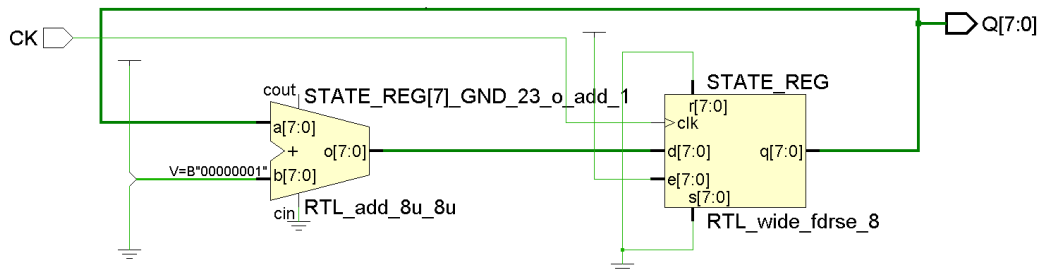 CK
Q[7:0]
cout
STATE_REG[7]_GND_23_o_add_1
a[7:0]
+
o[7:0]
V=B"00000001"
b[7:0]
cin
RTL_add_8u_8u
STATE_REG
r[7:0]
clk
d[7:0]
q[7:0]
e[7:0]
s[7:0]
RTL_wide_fdrse_8